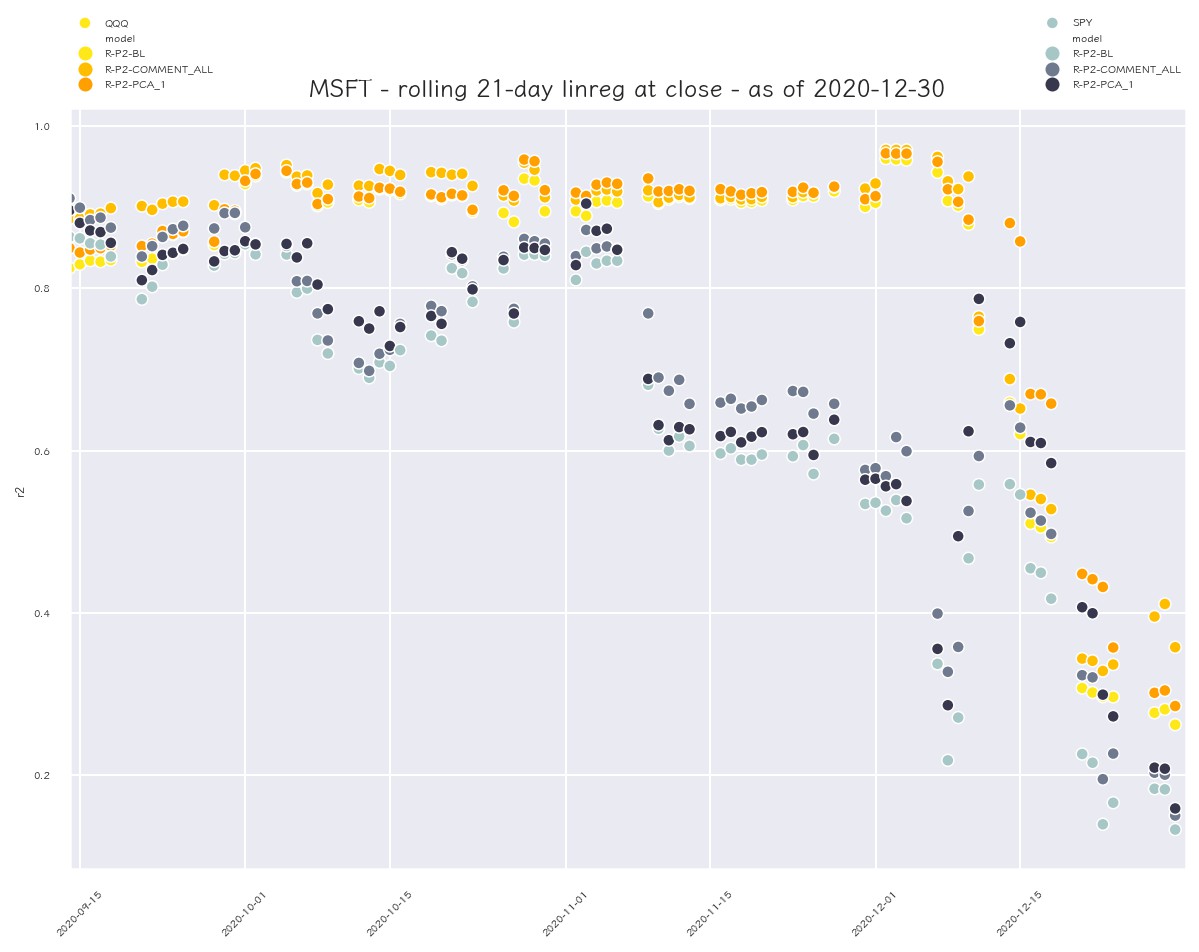 QQQ
model
R-P2-BL
R-P2-COMMENT_ALL
R-P2-PCA_1
SPY
model
R-P2-BL
R-P2-COMMENT_ALL
R-P2-PCA_1
MSFT - rolling 21-day linreg at close - as of 2020-12-30
1.0
0.8
0.6
0.4
0.2
r2
2020-09-15
2020-10-01
2020-10-15
2020-11-01
2020-11-15
2020-12-01
2020-12-15